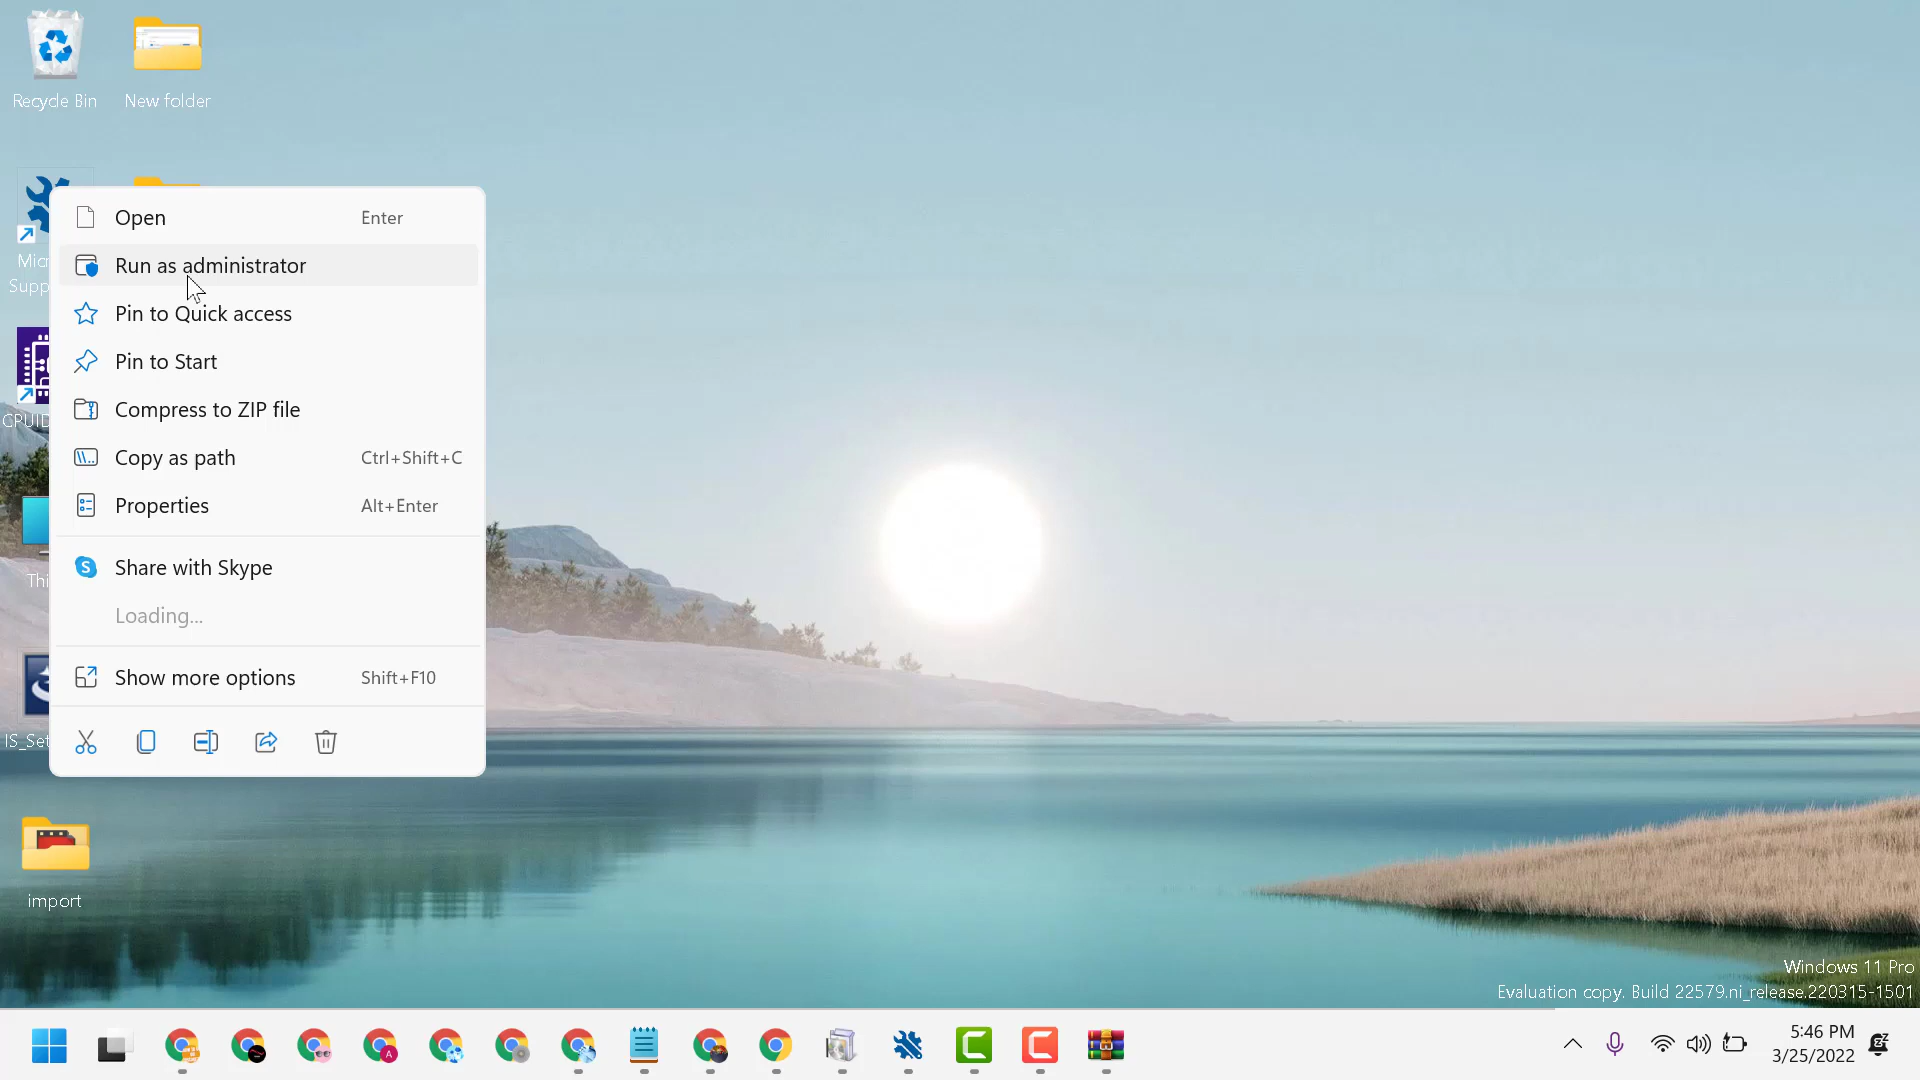 Recycle Bin
New folder
Open Enter
Run as administrator
Pin to Quick access
Pin to Start
Compress to ZIP file
Copy as path Ctrl+Shift+C
Properties Alt+Enter
Share with Skype
Loading...
Show more options Shift+F10
CPUID
import
Windows 11 Pro
Evaluation copy. Build 22579.ni_release.220315-1501
5:46 PM
3/25/2022